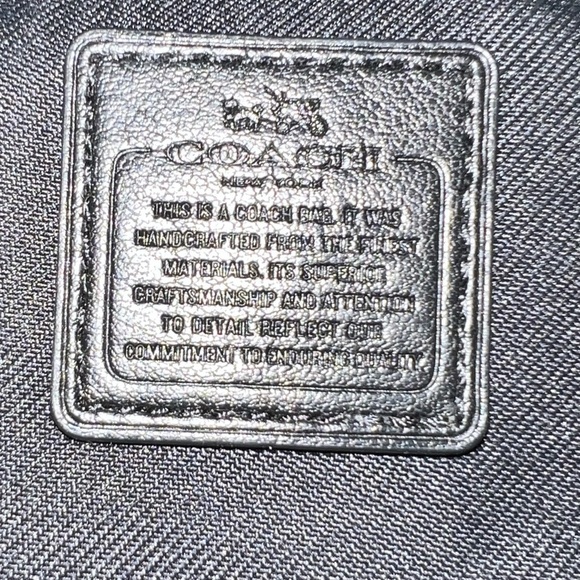 COACH
NEW YORK
THIS IS A COACH BAG. IT WAS
HANDCRAFTED FROM THE FINEST
MATERIALS. ITS SUPERIOR
CRAFTSMANSHIP AND ATTENTION
TO DETAIL REFLECT OUR
COMMITMENT TO ENDURING QUALITY.